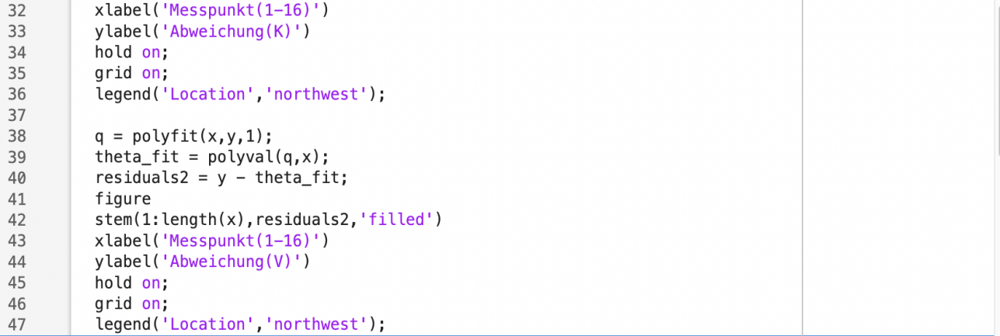 32 xlabel('Messpunkt(1-16)')
33 ylabel('Abweichung(K)')
34 hold on;
35 grid on;
36 legend('Location','northwest');
37
38 q = polyfit(x,y,1);
39 theta_fit = polyval(q,x);
40 residuals2 = y - theta_fit;
41 figure
42 stem(1:length(x),residuals2,'filled')
43 xlabel('Messpunkt(1-16)')
44 ylabel('Abweichung(V)')
45 hold on;
46 grid on;
47 legend('Location','northwest');